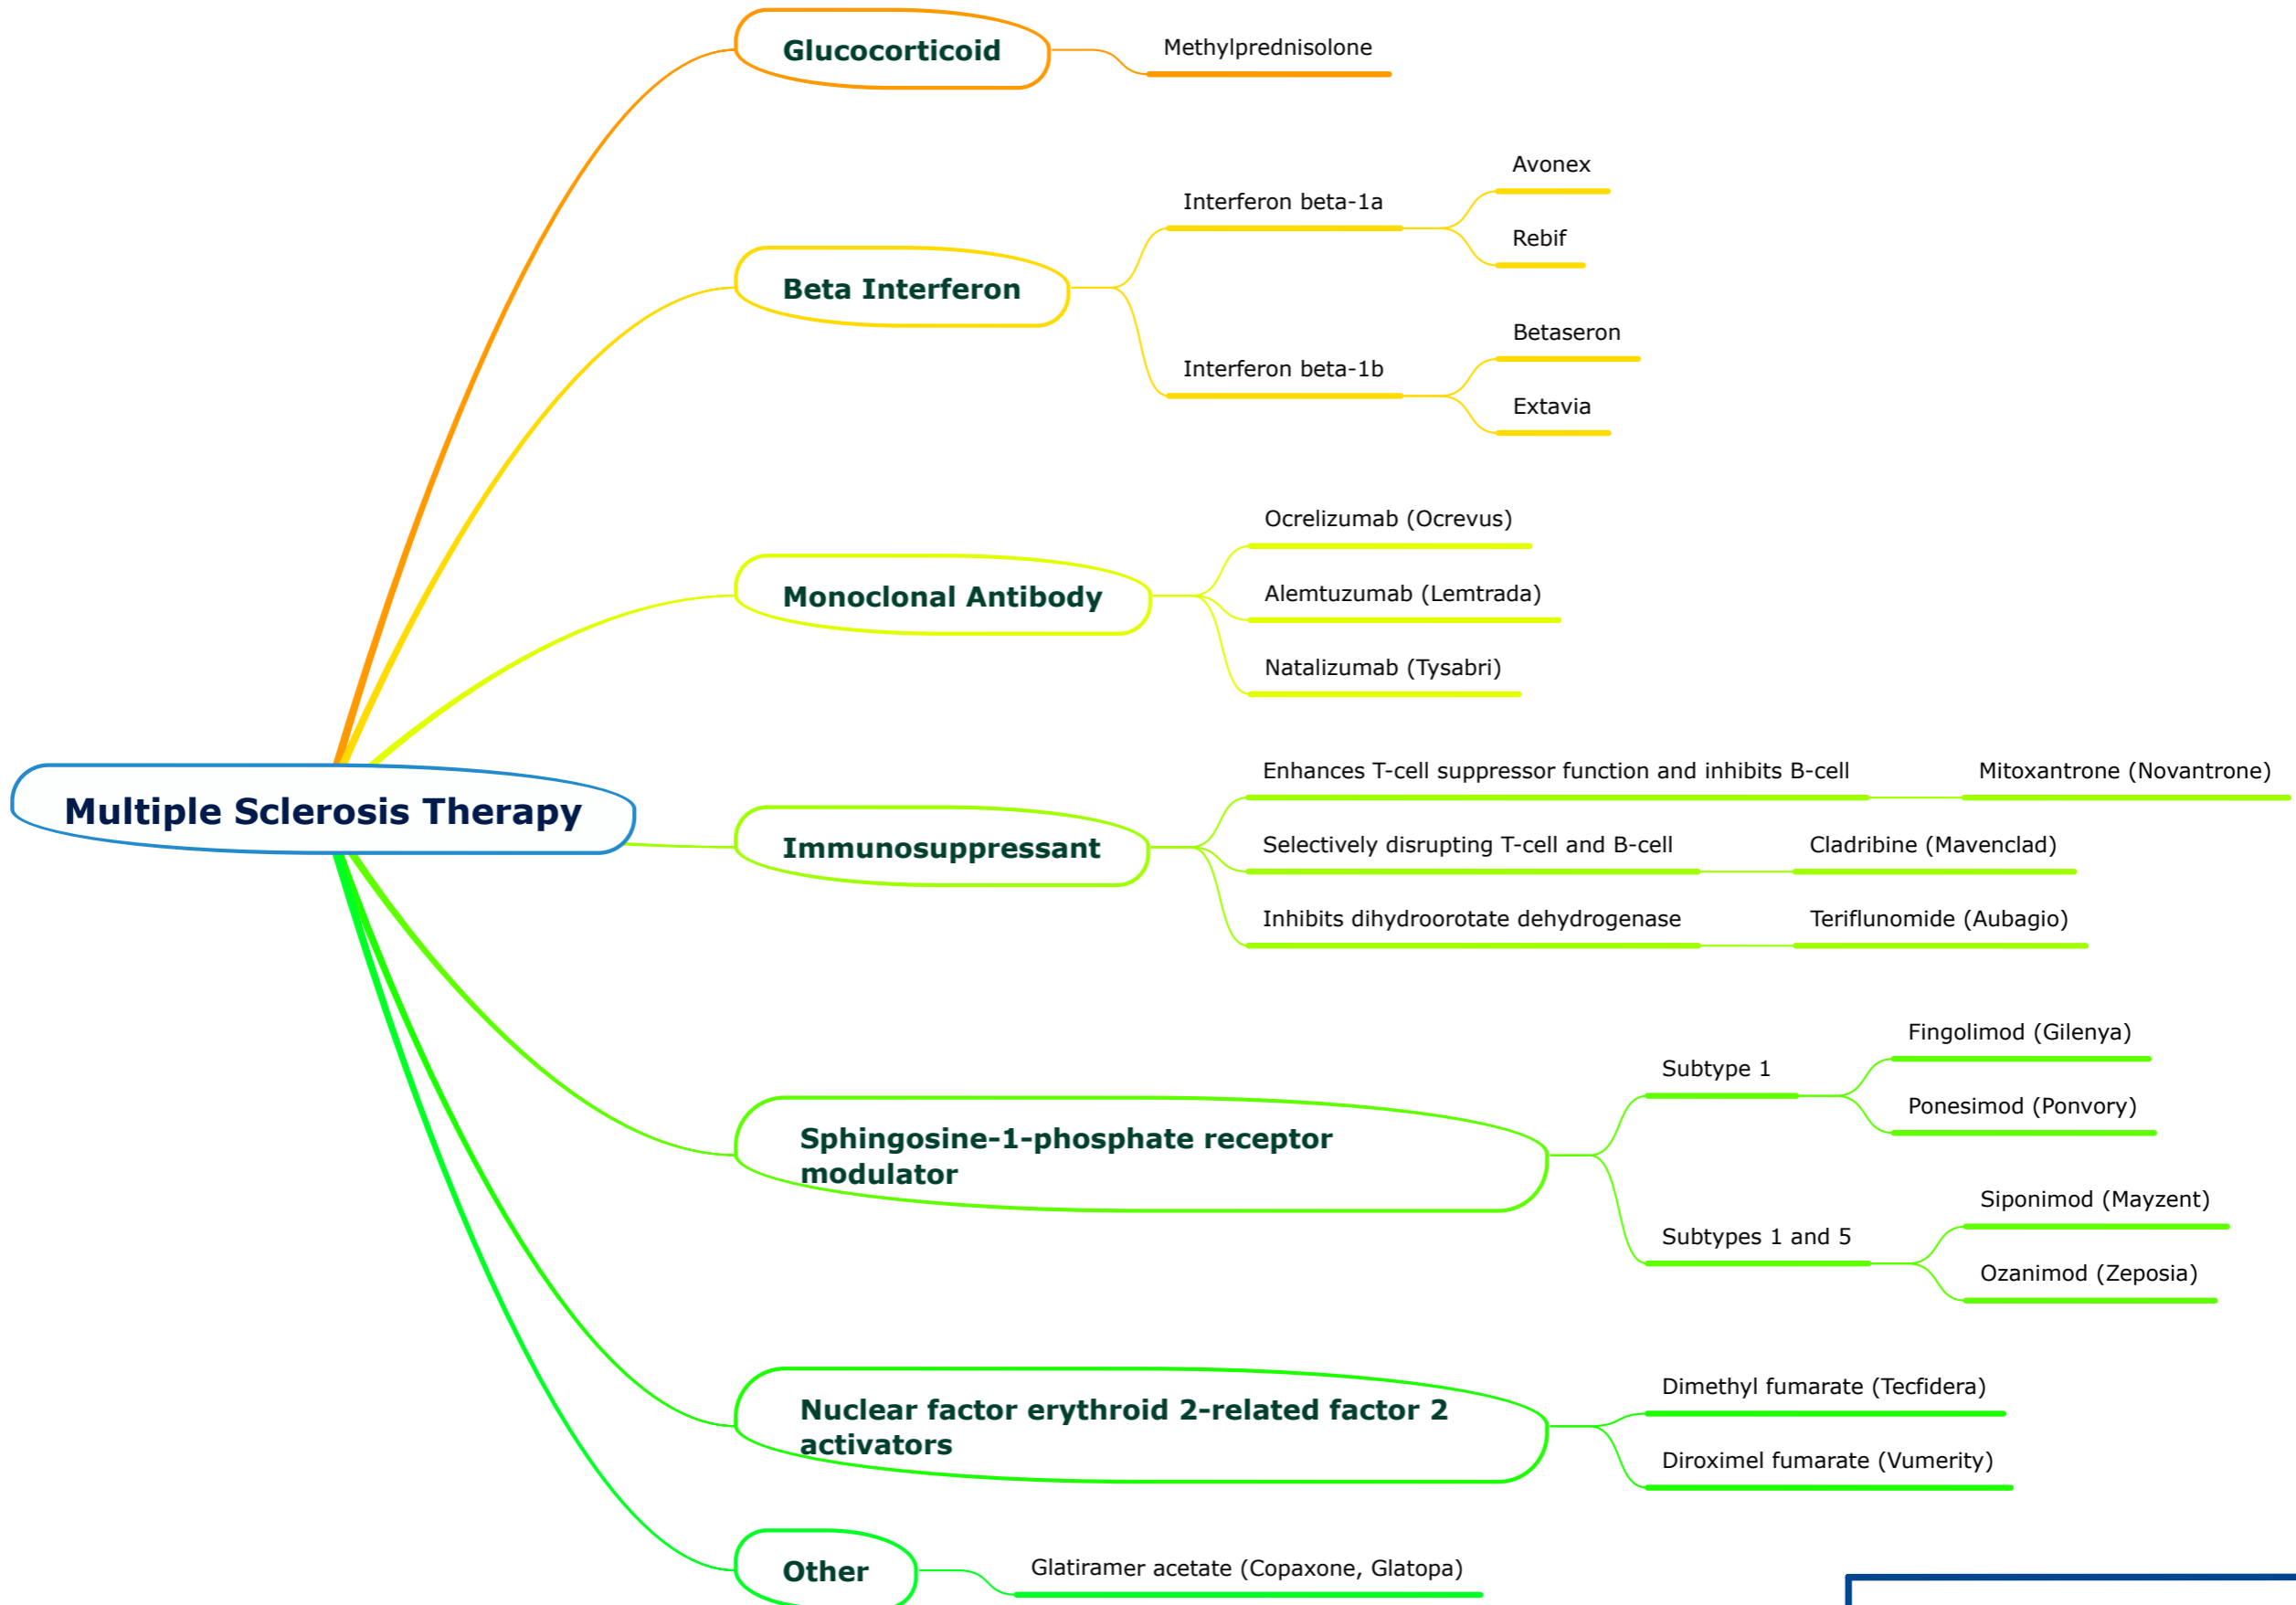 Glucocorticoid
Methylprednisolone
Beta Interferon
Interferon beta-1a
Avonex
Rebif
Interferon beta-1b
Betaseron
Extavia
Monoclonal Antibody
Ocrelizumab (Ocrevus)
Alemtuzumab (Lemtrada)
Natalizumab (Tysabri)
Multiple Sclerosis Therapy
Immunosuppressant
Enhances T-cell suppressor function and inhibits B-cell
Mitoxantrone (Novantrone)
Selectively disrupting T-cell and B-cell
Cladribine (Mavenclad)
Inhibits dihydroorotate dehydrogenase
Teriflunomide (Aubagio)
Sphingosine-1-phosphate receptor
modulator
Subtype 1
Fingolimod (Gilenya)
Ponesimod (Ponvory)
Subtypes 1 and 5
Siponimod (Mayzent)
Ozanimod (Zeposia)
Nuclear factor erythroid 2-related factor 2
activators
Dimethyl fumarate (Tecfidera)
Diroximel fumarate (Vumerity)
Other
Glatiramer acetate (Copaxone, Glatopa)